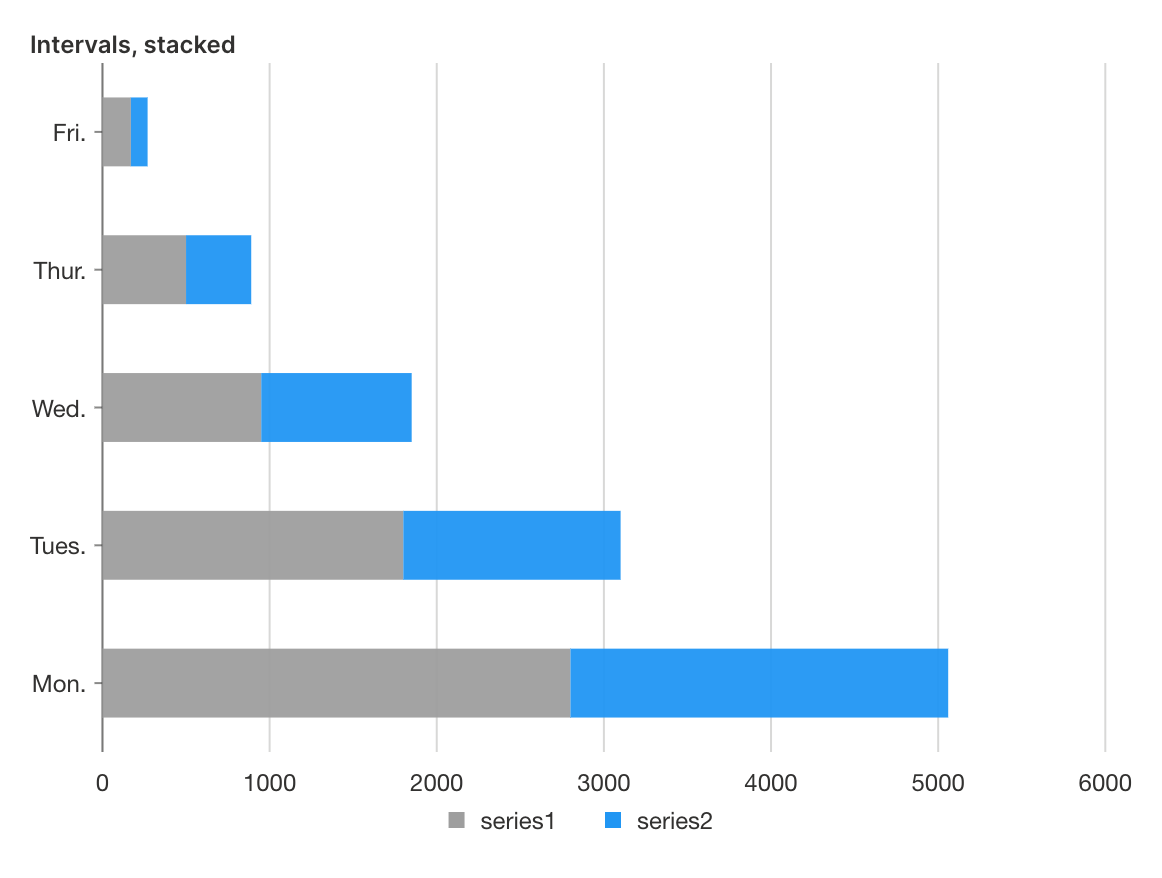 Intervals, stacked
Fri.
Thur.
Wed.
Tues.
Mon.
0 1000 2000 3000 4000 5000 6000
series1 series2